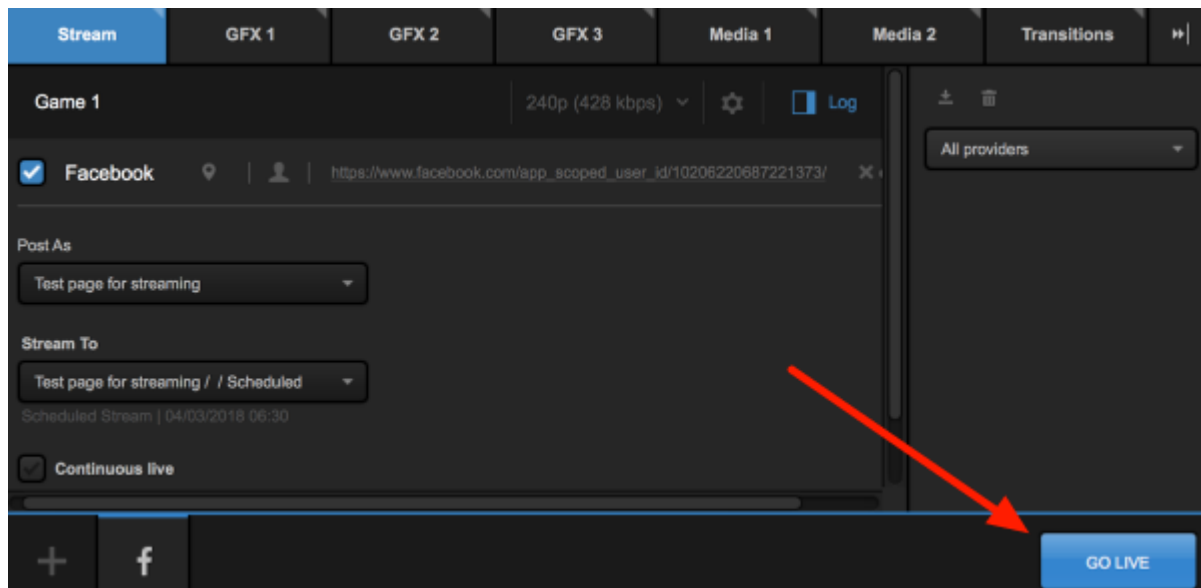 Stream GFX 1 GFX 2 GFX 3 Media 1 Media 2 Transitions
Game 1 240p (428 kbps) Log
All providers
Facebook https://www.facebook.com/app_scoped_user_id/10206220687221373/
Post As
Test page for streaming
Stream To
Test page for streaming / / Scheduled
Scheduled Stream | 04/03/2018 06:30
Continuous live
f
GO LIVE